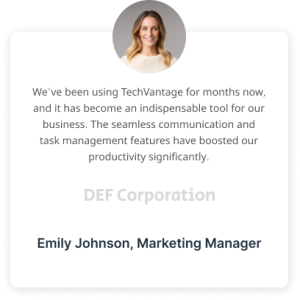 We've been using TechVantage for months now,
and it has become an indispensable tool for our
business. The seamless communication and
task management features have boosted our
productivity significantly.
DEF Corporation
Emily Johnson, Marketing Manager